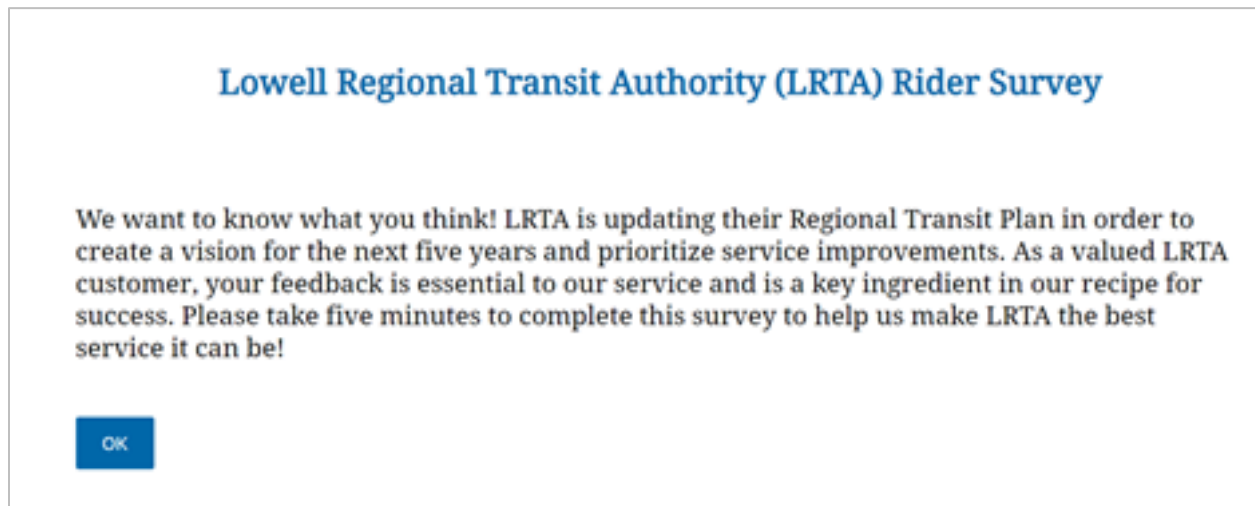 Lowell Regional Transit Authority (LRTA) Rider Survey
We want to know what you think! LRTA is updating their Regional Transit Plan in order to
create a vision for the next five years and prioritize service improvements. As a valued LRTA
customer, your feedback is essential to our service and is a key ingredient in our recipe for
success. Please take five minutes to complete this survey to help us make LRTA the best
service it can be!
OK